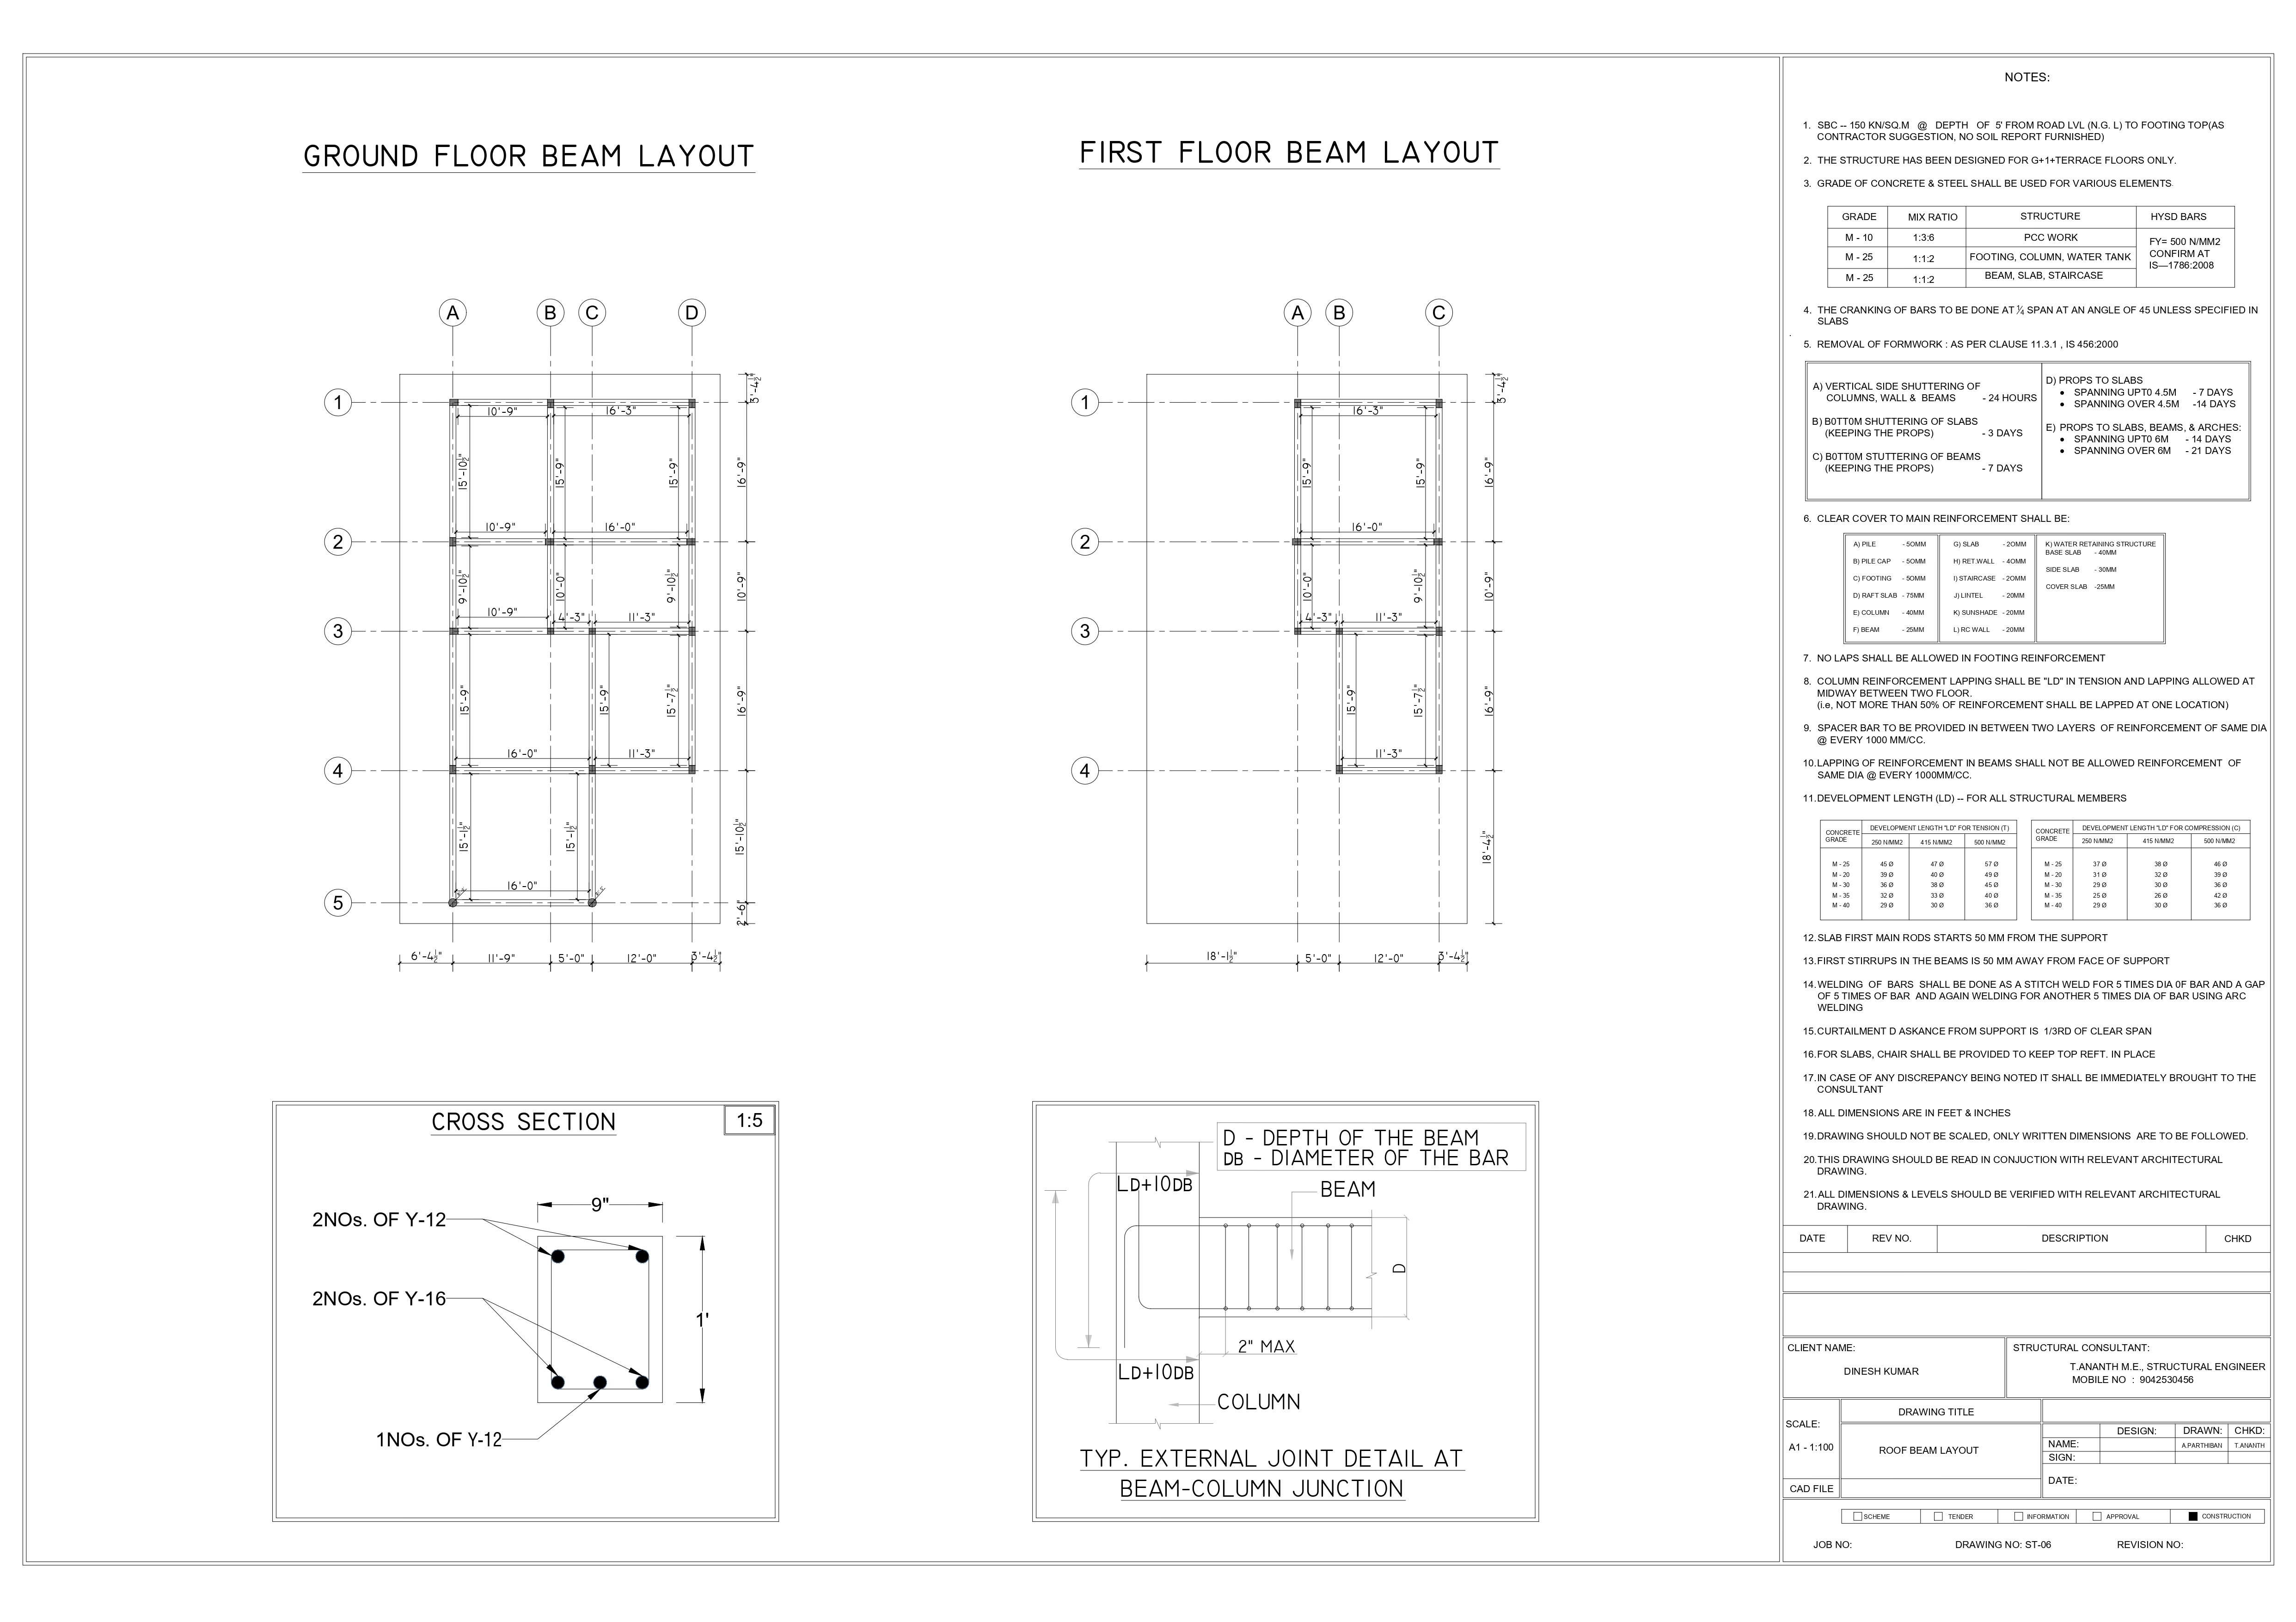 GROUND FLOOR BEAM LAYOUT
A B C D
1
2
3
4
5
10'-9" 16'-3"
15'-10½" 15'-9" 15'-9"
10'-9" 16'-0"
9'-10½" 10'-0" 9'-10½"
10'-9" 4'-3" 11'-3"
15'-9" 15'-9" 15'-7½"
16'-0" 11'-3"
15'-1½" 15'-1½"
16'-0"
3'-4½"
16'-9"
10'-9"
16'-9"
15'-10½"
2'-6"
6'-4½" 11'-9" 5'-0" 12'-0" 3'-4½"
FIRST FLOOR BEAM LAYOUT
A B C
1
2
3
4
16'-3"
15'-9" 15'-9"
16'-0"
10'-0" 9'-10½"
4'-3" 11'-3"
15'-9" 15'-7½"
11'-3"
3'-4½"
16'-9"
10'-9"
16'-9"
18'-4½"
18'-1½" 5'-0" 12'-0" 3'-4½"
CROSS SECTION
1:5
9"
2NOs. OF Y-12
2NOs. OF Y-16
1'
1NOs. OF Y-12
D - DEPTH OF THE BEAM
DB - DIAMETER OF THE BAR
LD+10DB
BEAM
D
2" MAX
LD+10DB
COLUMN
TYP. EXTERNAL JOINT DETAIL AT
BEAM-COLUMN JUNCTION
NOTES:
1. SBC -- 150 KN/SQ.M @ DEPTH OF 5' FROM ROAD LVL (N.G. L) TO FOOTING TOP(AS
CONTRACTOR SUGGESTION, NO SOIL REPORT FURNISHED)
2. THE STRUCTURE HAS BEEN DESIGNED FOR G+1+TERRACE FLOORS ONLY.
3. GRADE OF CONCRETE & STEEL SHALL BE USED FOR VARIOUS ELEMENTS
GRADE MIX RATIO STRUCTURE HYSD BARS
M - 10 1:3:6 PCC WORK
M - 25 1:1:2 FOOTING, COLUMN, WATER TANK
M - 25 1:1:2 BEAM, SLAB, STAIRCASE
FY= 500 N/MM2
CONFIRM AT
IS—1786:2008
4. THE CRANKING OF BARS TO BE DONE AT ¼ SPAN AT AN ANGLE OF 45 UNLESS SPECIFIED IN
SLABS
5. REMOVAL OF FORMWORK : AS PER CLAUSE 11.3.1 , IS 456:2000
A) VERTICAL SIDE SHUTTERING OF
COLUMNS, WALL & BEAMS - 24 HOURS
B) B0TT0M SHUTTERING OF SLABS
(KEEPING THE PROPS) - 3 DAYS
C) B0TT0M STUTTERING OF BEAMS
(KEEPING THE PROPS) - 7 DAYS
D) PROPS TO SLABS
• SPANNING UPT0 4.5M - 7 DAYS
• SPANNING OVER 4.5M -14 DAYS
E) PROPS TO SLABS, BEAMS, & ARCHES:
• SPANNING UPT0 6M - 14 DAYS
• SPANNING OVER 6M - 21 DAYS
6. CLEAR COVER TO MAIN REINFORCEMENT SHALL BE:
A) PILE - 50MM
B) PILE CAP - 50MM
C) FOOTING - 50MM
D) RAFT SLAB - 75MM
E) COLUMN - 40MM
F) BEAM - 25MM
G) SLAB - 20MM
H) RET.WALL - 40MM
I) STAIRCASE - 20MM
J) LINTEL - 20MM
K) SUNSHADE - 20MM
L) RC WALL - 20MM
K) WATER RETAINING STRUCTURE
BASE SLAB - 40MM
SIDE SLAB - 30MM
COVER SLAB -25MM
7. NO LAPS SHALL BE ALLOWED IN FOOTING REINFORCEMENT
8. COLUMN REINFORCEMENT LAPPING SHALL BE "LD" IN TENSION AND LAPPING ALLOWED AT
MIDWAY BETWEEN TWO FLOOR.
(i.e, NOT MORE THAN 50% OF REINFORCEMENT SHALL BE LAPPED AT ONE LOCATION)
9. SPACER BAR TO BE PROVIDED IN BETWEEN TWO LAYERS OF REINFORCEMENT OF SAME DIA
@ EVERY 1000 MM/CC.
10.LAPPING OF REINFORCEMENT IN BEAMS SHALL NOT BE ALLOWED REINFORCEMENT OF
SAME DIA @ EVERY 1000MM/CC.
11.DEVELOPMENT LENGTH (LD) -- FOR ALL STRUCTURAL MEMBERS
CONCRETE GRADE DEVELOPMENT LENGTH "LD" FOR TENSION (T)
250 N/MM2 415 N/MM2 500 N/MM2
M - 25 45 Ø 47 Ø 57 Ø
M - 20 39 Ø 40 Ø 49 Ø
M - 30 36 Ø 38 Ø 45 Ø
M - 35 32 Ø 33 Ø 40 Ø
M - 40 29 Ø 30 Ø 36 Ø
CONCRETE GRADE DEVELOPMENT LENGTH "LD" FOR COMPRESSION (C)
250 N/MM2 415 N/MM2 500 N/MM2
M - 25 37 Ø 38 Ø 46 Ø
M - 20 31 Ø 32 Ø 39 Ø
M - 30 29 Ø 30 Ø 36 Ø
M - 35 25 Ø 26 Ø 42 Ø
M - 40 29 Ø 30 Ø 36 Ø
12.SLAB FIRST MAIN RODS STARTS 50 MM FROM THE SUPPORT
13.FIRST STIRRUPS IN THE BEAMS IS 50 MM AWAY FROM FACE OF SUPPORT
14.WELDING OF BARS SHALL BE DONE AS A STITCH WELD FOR 5 TIMES DIA 0F BAR AND A GAP
OF 5 TIMES OF BAR AND AGAIN WELDING FOR ANOTHER 5 TIMES DIA OF BAR USING ARC
WELDING
15.CURTAILMENT D ASKANCE FROM SUPPORT IS 1/3RD OF CLEAR SPAN
16.FOR SLABS, CHAIR SHALL BE PROVIDED TO KEEP TOP REFT. IN PLACE
17.IN CASE OF ANY DISCREPANCY BEING NOTED IT SHALL BE IMMEDIATELY BROUGHT TO THE
CONSULTANT
18.ALL DIMENSIONS ARE IN FEET & INCHES
19.DRAWING SHOULD NOT BE SCALED, ONLY WRITTEN DIMENSIONS ARE TO BE FOLLOWED.
20.THIS DRAWING SHOULD BE READ IN CONJUCTION WITH RELEVANT ARCHITECTURAL
DRAWING.
21.ALL DIMENSIONS & LEVELS SHOULD BE VERIFIED WITH RELEVANT ARCHITECTURAL
DRAWING.
DATE REV NO. DESCRIPTION CHKD
CLIENT NAME:
DINESH KUMAR
STRUCTURAL CONSULTANT:
T.ANANTH M.E., STRUCTURAL ENGINEER
MOBILE NO : 9042530456
SCALE:
A1 - 1:100
DRAWING TITLE
ROOF BEAM LAYOUT
CAD FILE
DESIGN: DRAWN: CHKD:
NAME: A.PARTHIBAN T.ANANTH
SIGN:
DATE:
SCHEME TENDER INFORMATION APPROVAL CONSTRUCTION
JOB NO: DRAWING NO: ST-06 REVISION NO: